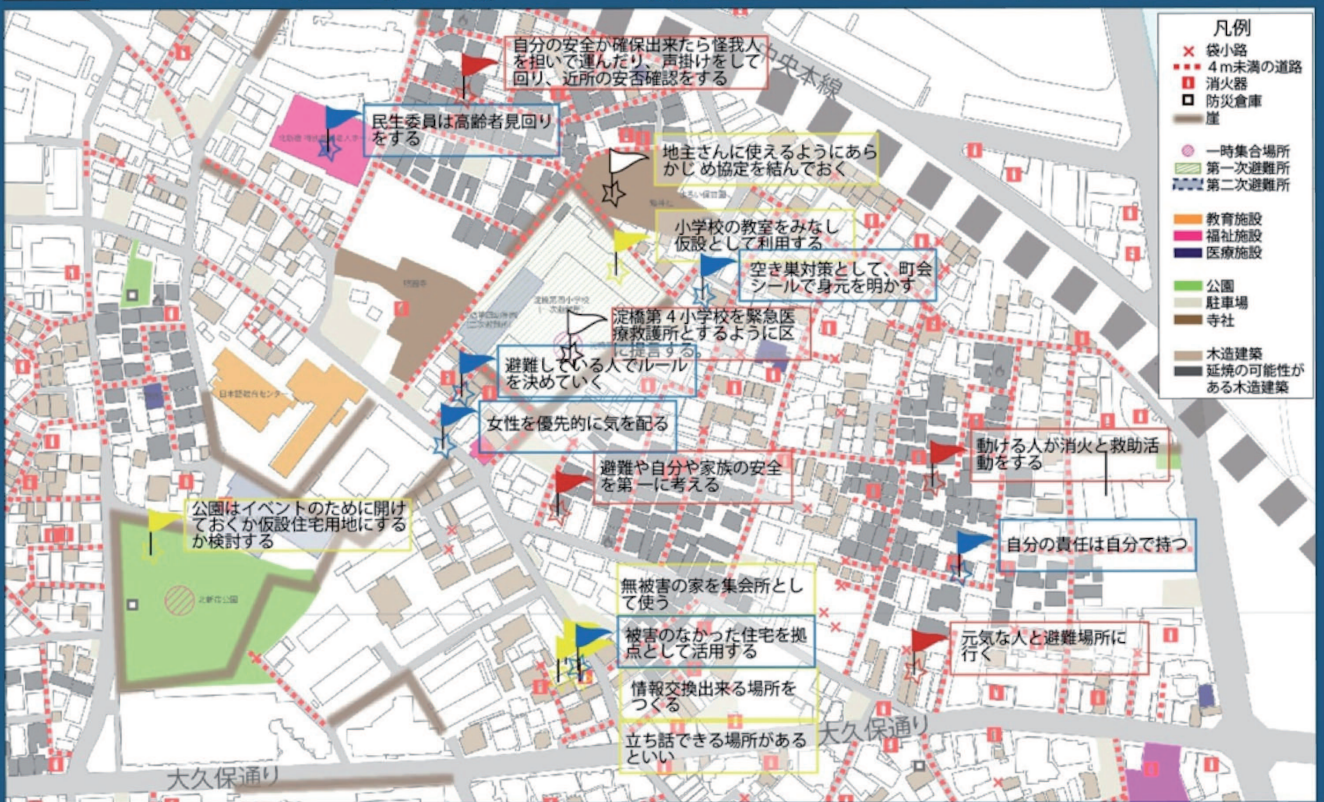 自分の安全が確保出来たら怪我人
を担いで運んだり、声掛けをして
回り、近所の安否確認をする
中央本線
民生委員は高齢者見回り
をする
地主さんに使えるようにあら
かじめ協定を結んでおく
小学校の教室をみなし
仮設として利用する
空き巣対策として、町会
シールで身元を明かす
淀橋第四小学校
(一次避難所)
淀橋第4小学校を緊急医
療救護所とするように区
に提言する。
避難している人でルール
を決めていく
女性を優先的に気を配る
避難や自分や家族の安全
を第一に考える
動ける人が消火と救助活
動をする
公園はイベントのために開け
ておくか仮設住宅用地にする
か検討する
自分の責任は自分で持つ
無被害の家を集会所とし
て使う
被害のなかった住宅を拠
点として活用する
元気な人と避難場所に
行く
情報交換出来る場所を
つくる
立ち話できる場所がある
といい
大久保通り
大久保通り
凡例
袋小路
4m未満の道路
消火器
防災倉庫
崖
一時集合場所
第一次避難所
第二次避難所
教育施設
福祉施設
医療施設
公園
駐車場
寺社
木造建築
延焼の可能性が
ある木造建築